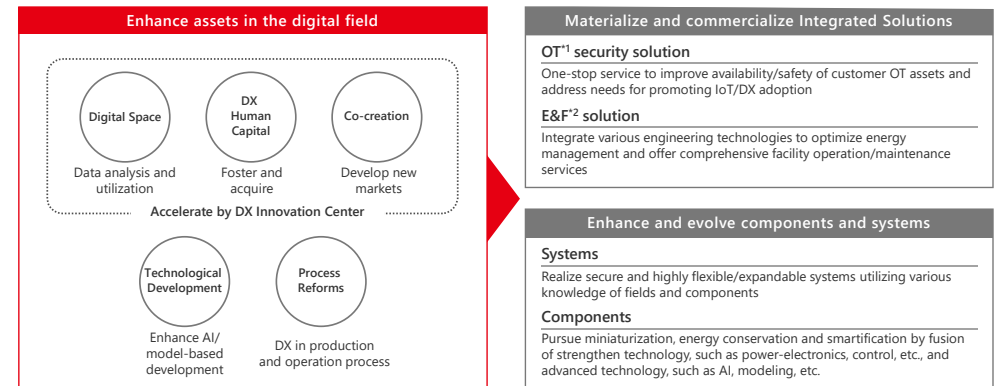 Enhance assets in the digital field
Digital Space
Data analysis and
utilization
DX
Human
Capital
Foster and
acquire
Co-creation
Develop new
markets
Accelerate by DX Innovation Center
Technological
Development
Enhance AI/
model-based
development
Process
Reforms
DX in production
and operation process
Materialize and commercialize Integrated Solutions
OT*1 security solution
One-stop service to improve availability/safety of customer OT assets and
address needs for promoting IoT/DX adoption
E&F*2 solution
Integrate various engineering technologies to optimize energy
management and offer comprehensive facility operation/maintenance
services
Enhance and evolve components and systems
Systems
Realize secure and highly flexible/expandable systems utilizing various
knowledge of fields and components
Components
Pursue miniaturization, energy conservation and smartification by fusion
of strengthen technology, such as power-electronics, control, etc., and
advanced technology, such as AI, modeling, etc.